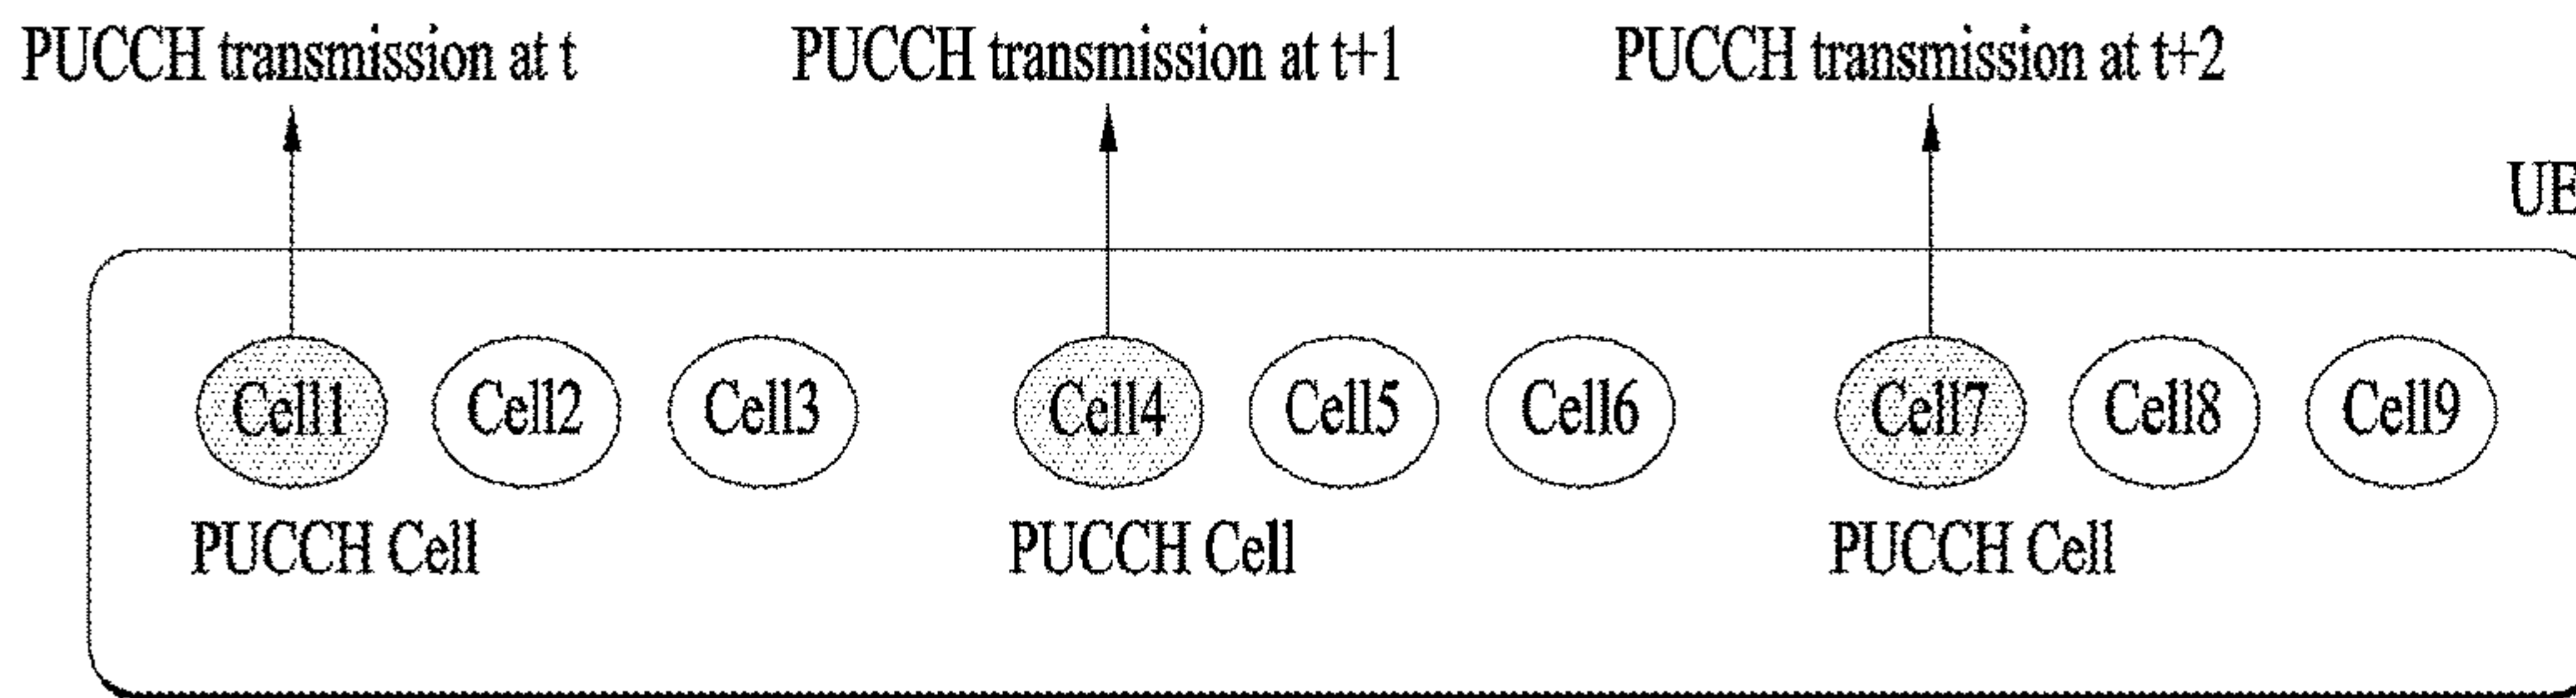 PUCCH transmission at t PUCCH transmission at t+1 PUCCH transmission at t+2
UE
Cell1 Cell2 Cell3 Cell4 Cell5 Cell6 Cell7 Cell8 Cell9
PUCCH Cell PUCCH Cell PUCCH Cell